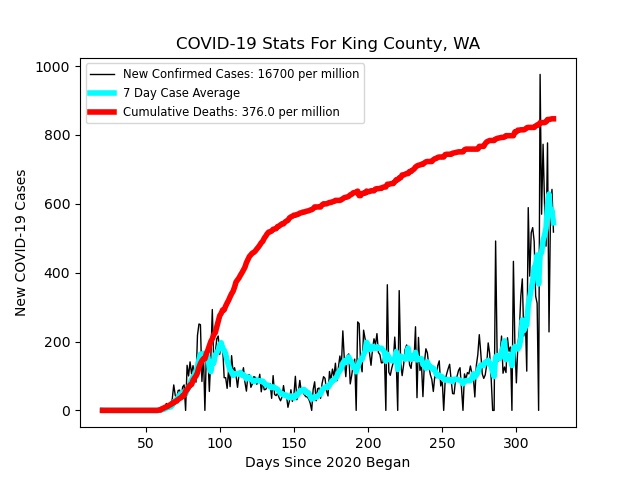 COVID-19 Stats For King County, WA
New Confirmed Cases: 16700 per million
7 Day Case Average
Cumulative Deaths: 376.0 per million
New COVID-19 Cases
1000
800
600
400
200
0
50 100 150 200 250 300
Days Since 2020 Began